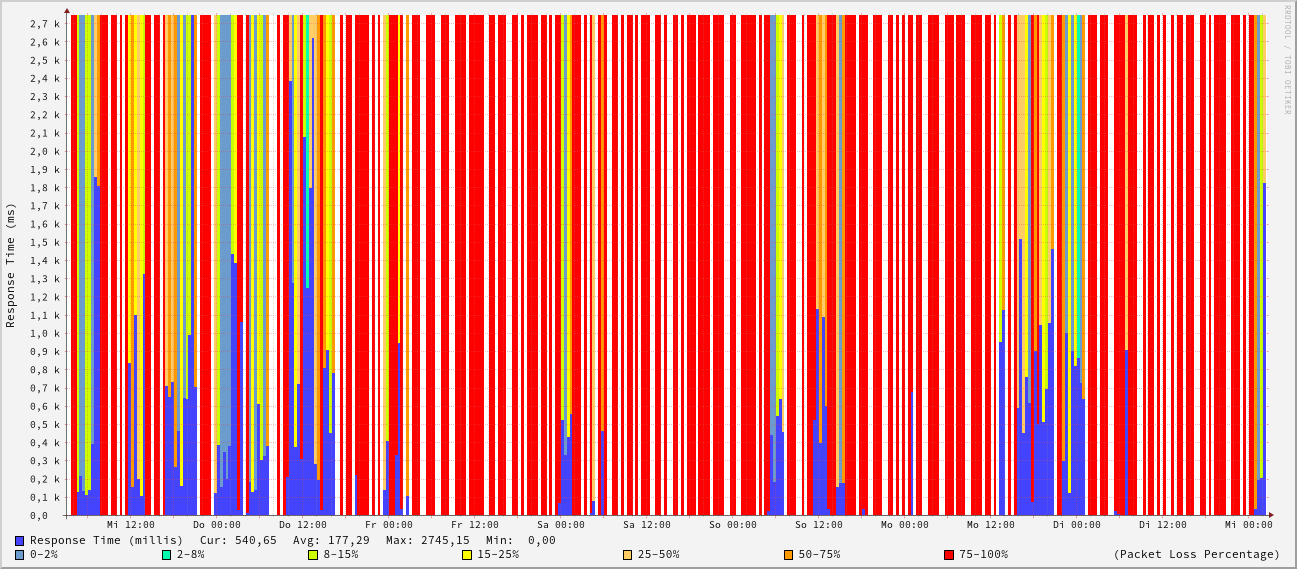 RRDTOOL / TOBI OETIKER
Response Time (ms)
2,7 k
2,6 k
2,5 k
2,4 k
2,3 k
2,2 k
2,1 k
2,0 k
1,9 k
1,8 k
1,7 k
1,6 k
1,5 k
1,4 k
1,3 k
1,2 k
1,1 k
1,0 k
0,9 k
0,8 k
0,7 k
0,6 k
0,5 k
0,4 k
0,3 k
0,2 k
0,1 k
0,0
Mi 12:00 Do 00:00 Do 12:00 Fr 00:00 Fr 12:00 Sa 00:00 Sa 12:00 So 00:00 So 12:00 Mo 00:00 Mo 12:00 Di 00:00 Di 12:00 Mi 00:00
Response Time (millis) Cur: 540,65 Avg: 177,29 Max: 2745,15 Min: 0,00
0-2% 2-8% 8-15% 15-25% 25-50% 50-75% 75-100% (Packet Loss Percentage)